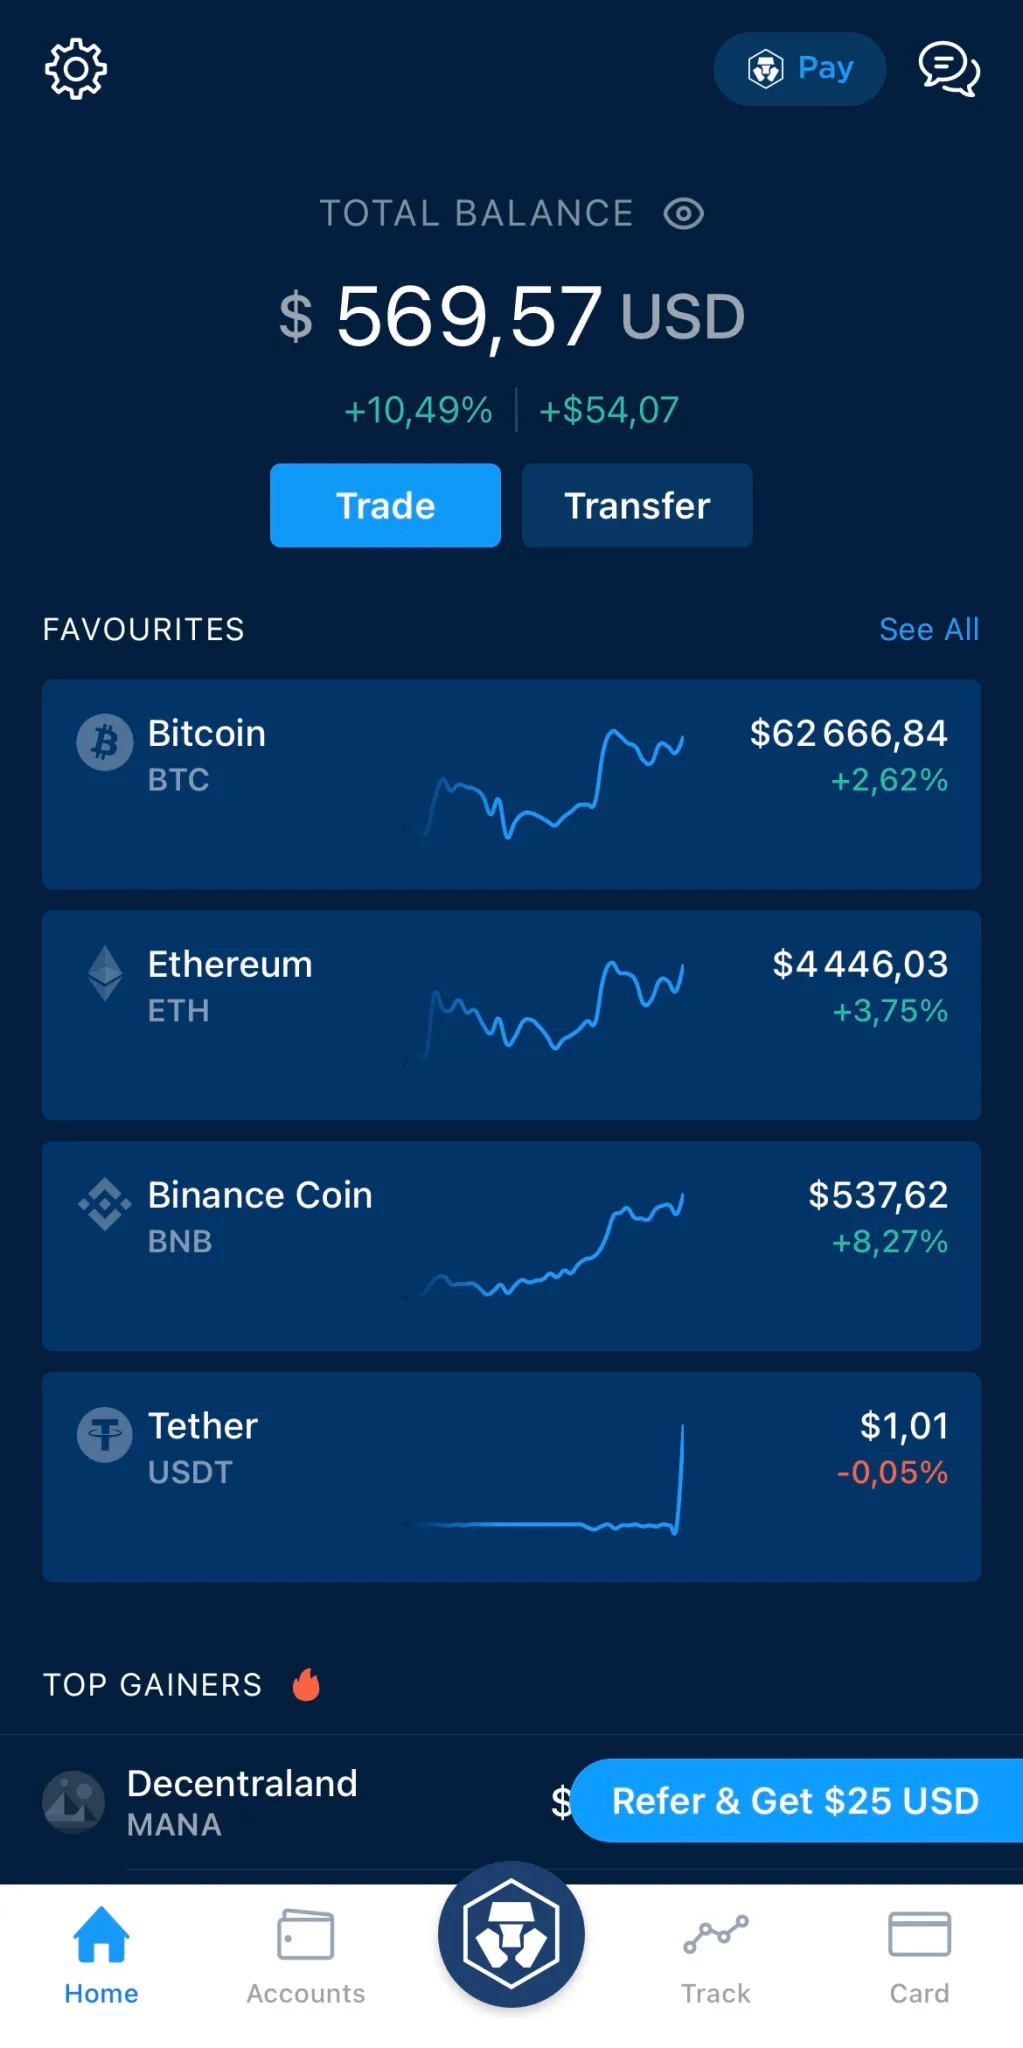 Pay
TOTAL BALANCE
$ 569,57 USD
+10,49% +$54,07
Trade Transfer
FAVOURITES See All
Bitcoin $62 666,84
BTC +2,62%
Ethereum $4 446,03
ETH +3,75%
Binance Coin $537,62
BNB +8,27%
Tether $1,01
USDT -0,05%
TOP GAINERS
Decentraland $ Refer & Get $25 USD
MANA
Home Accounts Track Card